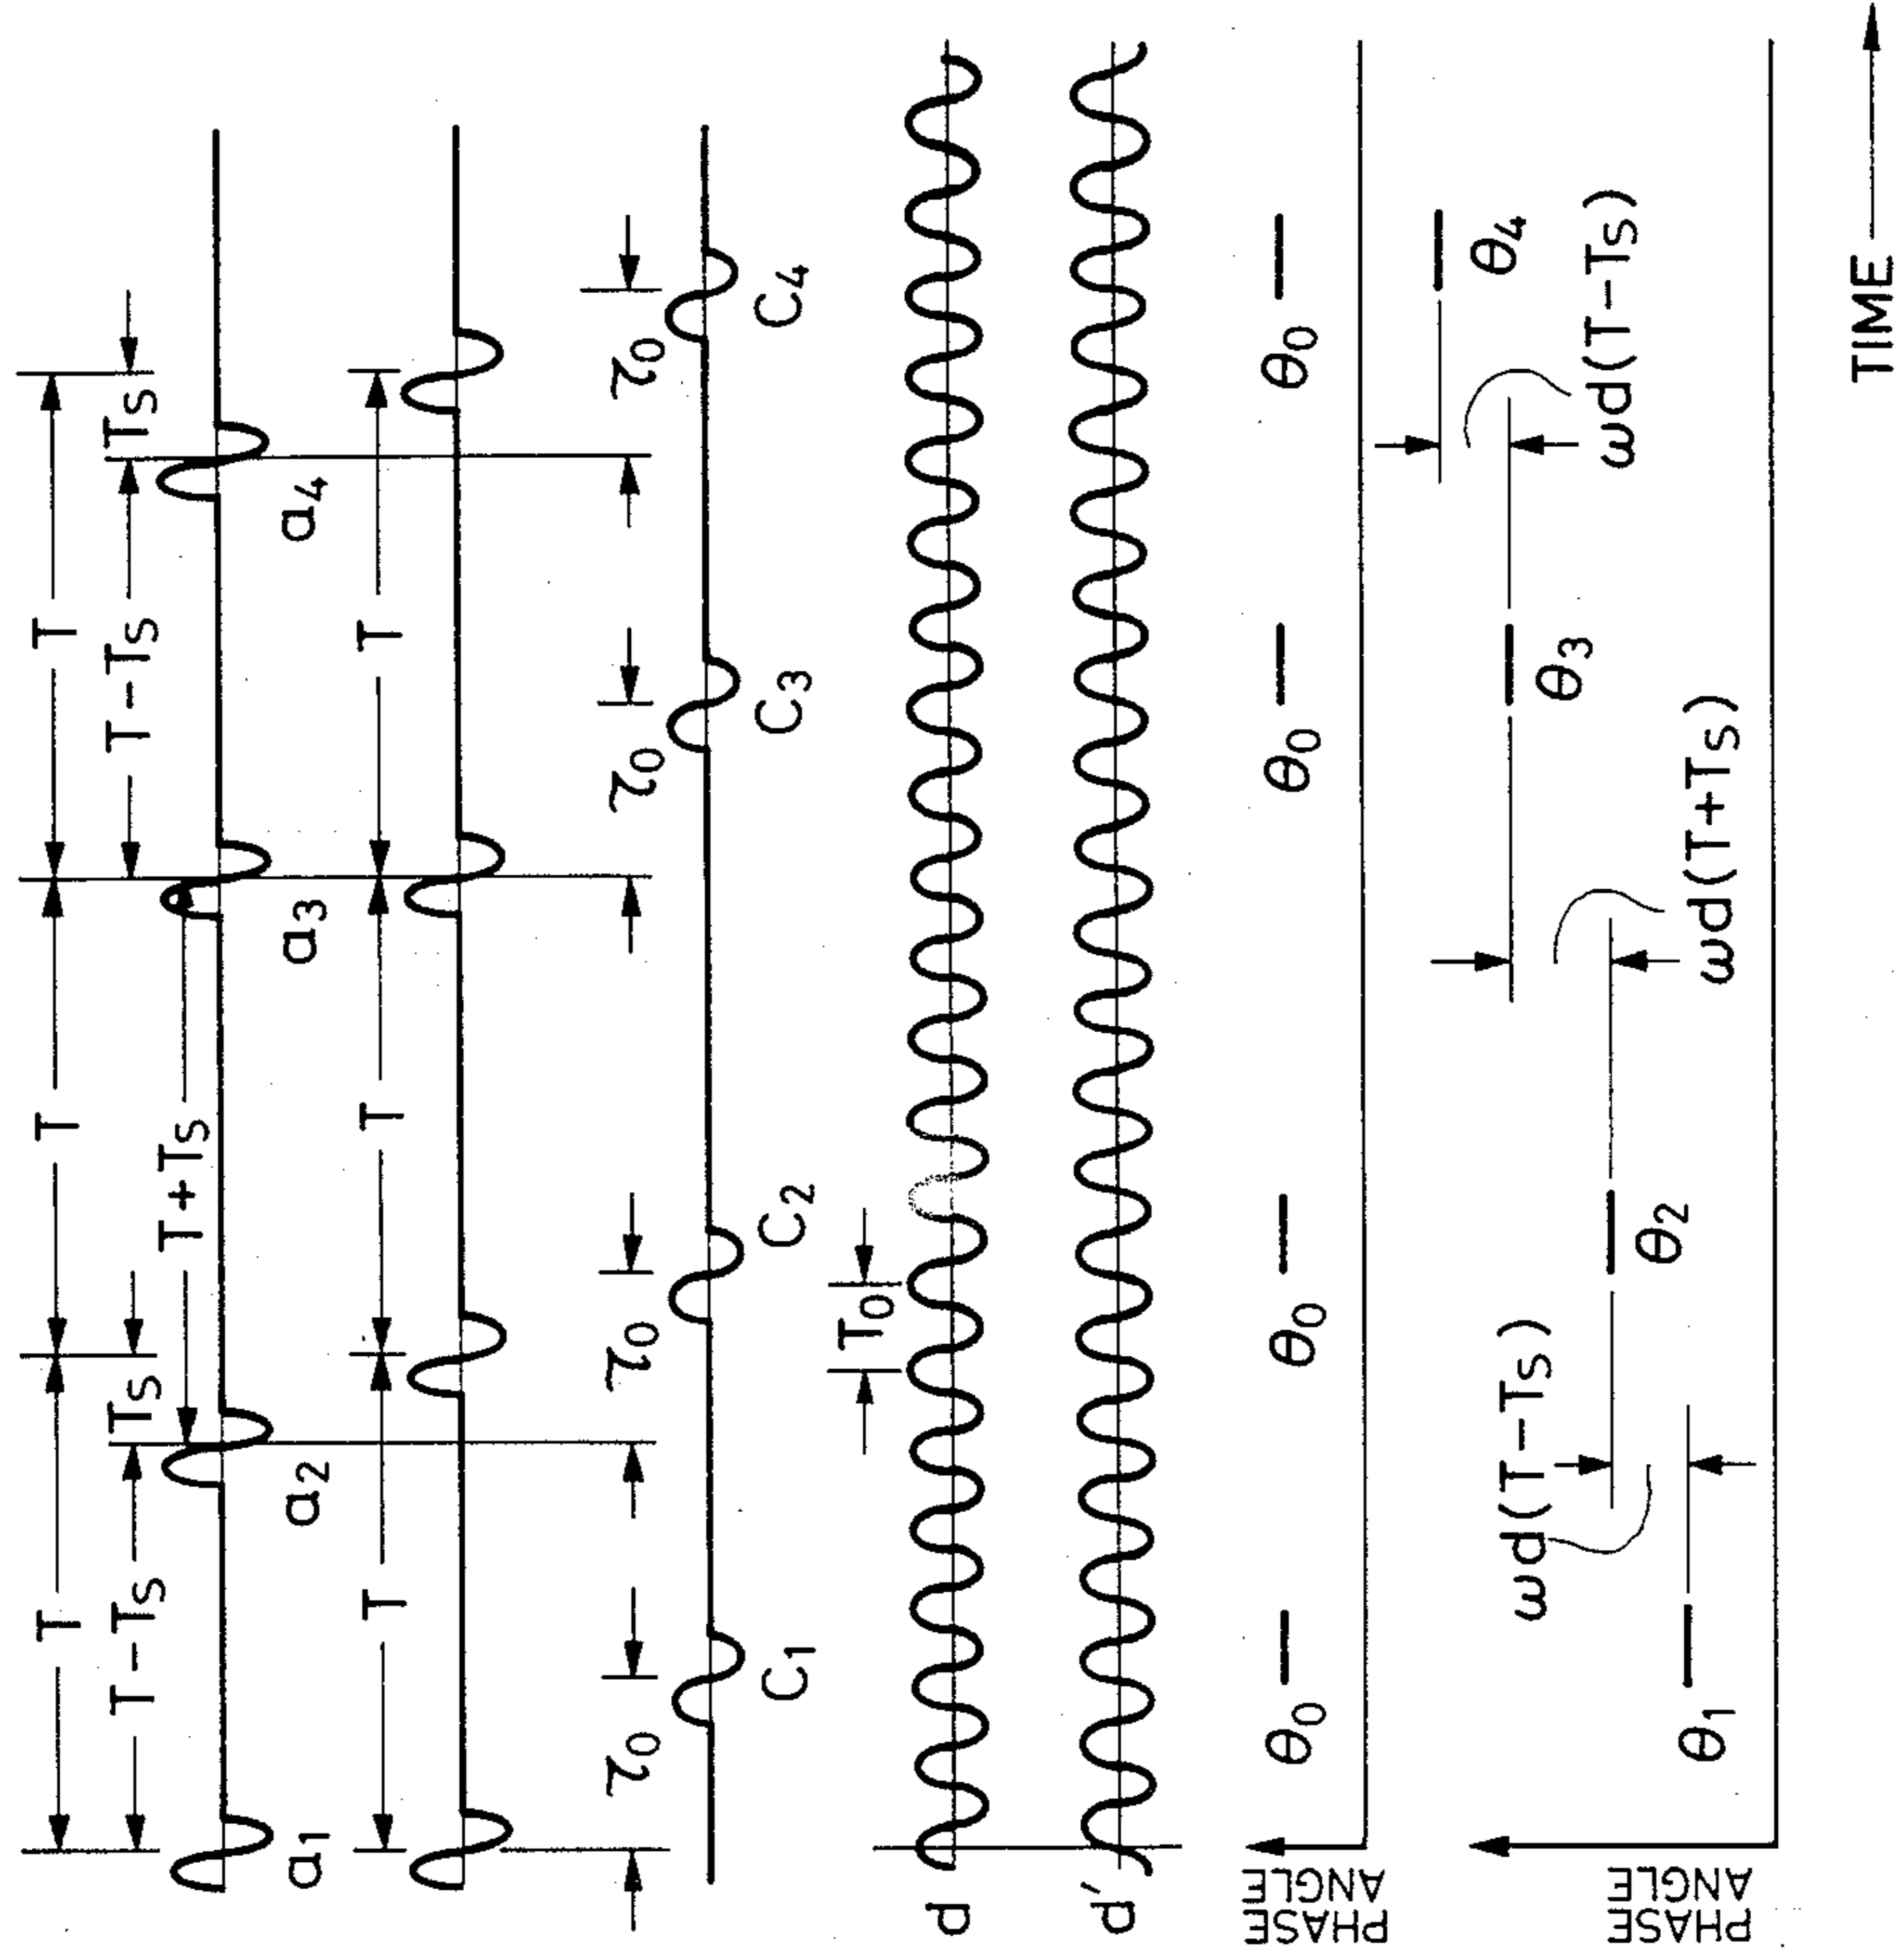 T T T
T-Ts Ts T-Ts Ts
T+Ts
a1 a2 a3 a4
T T T
τ0 τ0 τ0 τ0
C1 C2 C3 C4
T0
d
d'
PHASE
ANGLE
θ0 θ0 θ0 θ0
PHASE
ANGLE
θ4
ωd(T-Ts)
θ3
ωd(T-Ts)
θ2
θ1
ωd(T+Ts)
TIME